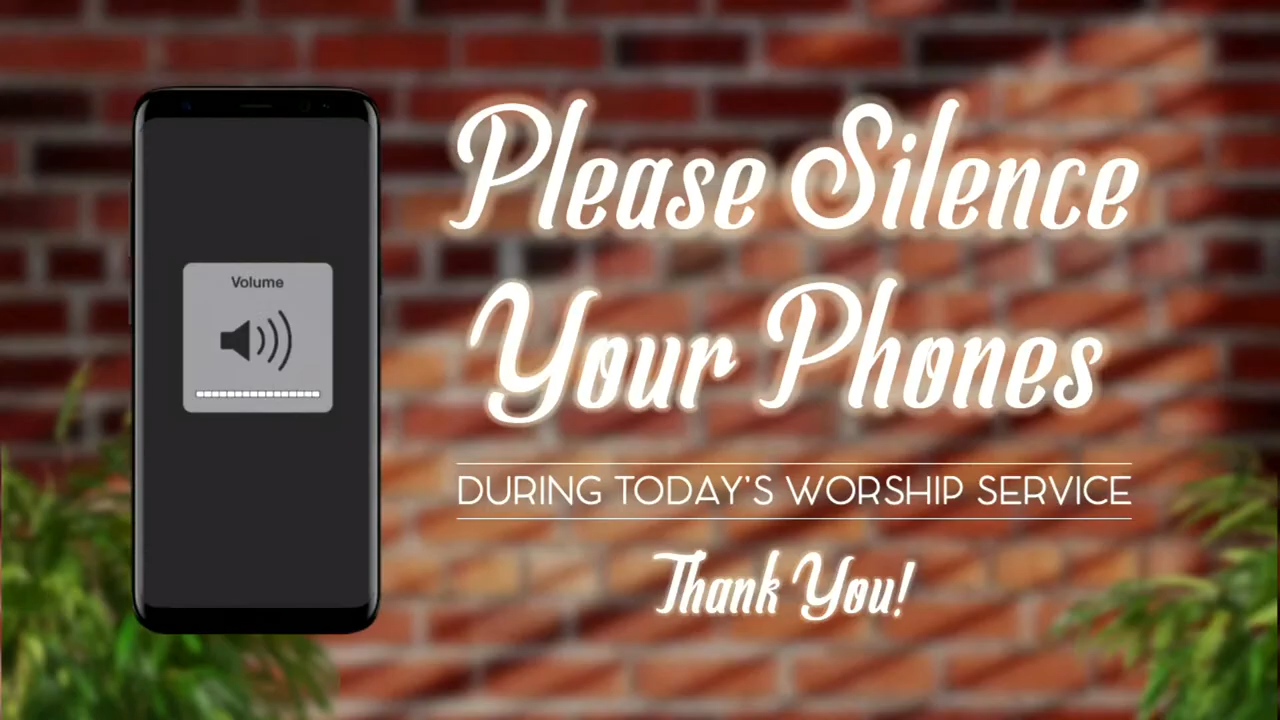 Volume
Please Silence
Your Phones
DURING TODAY'S WORSHIP SERVICE
Thank You!